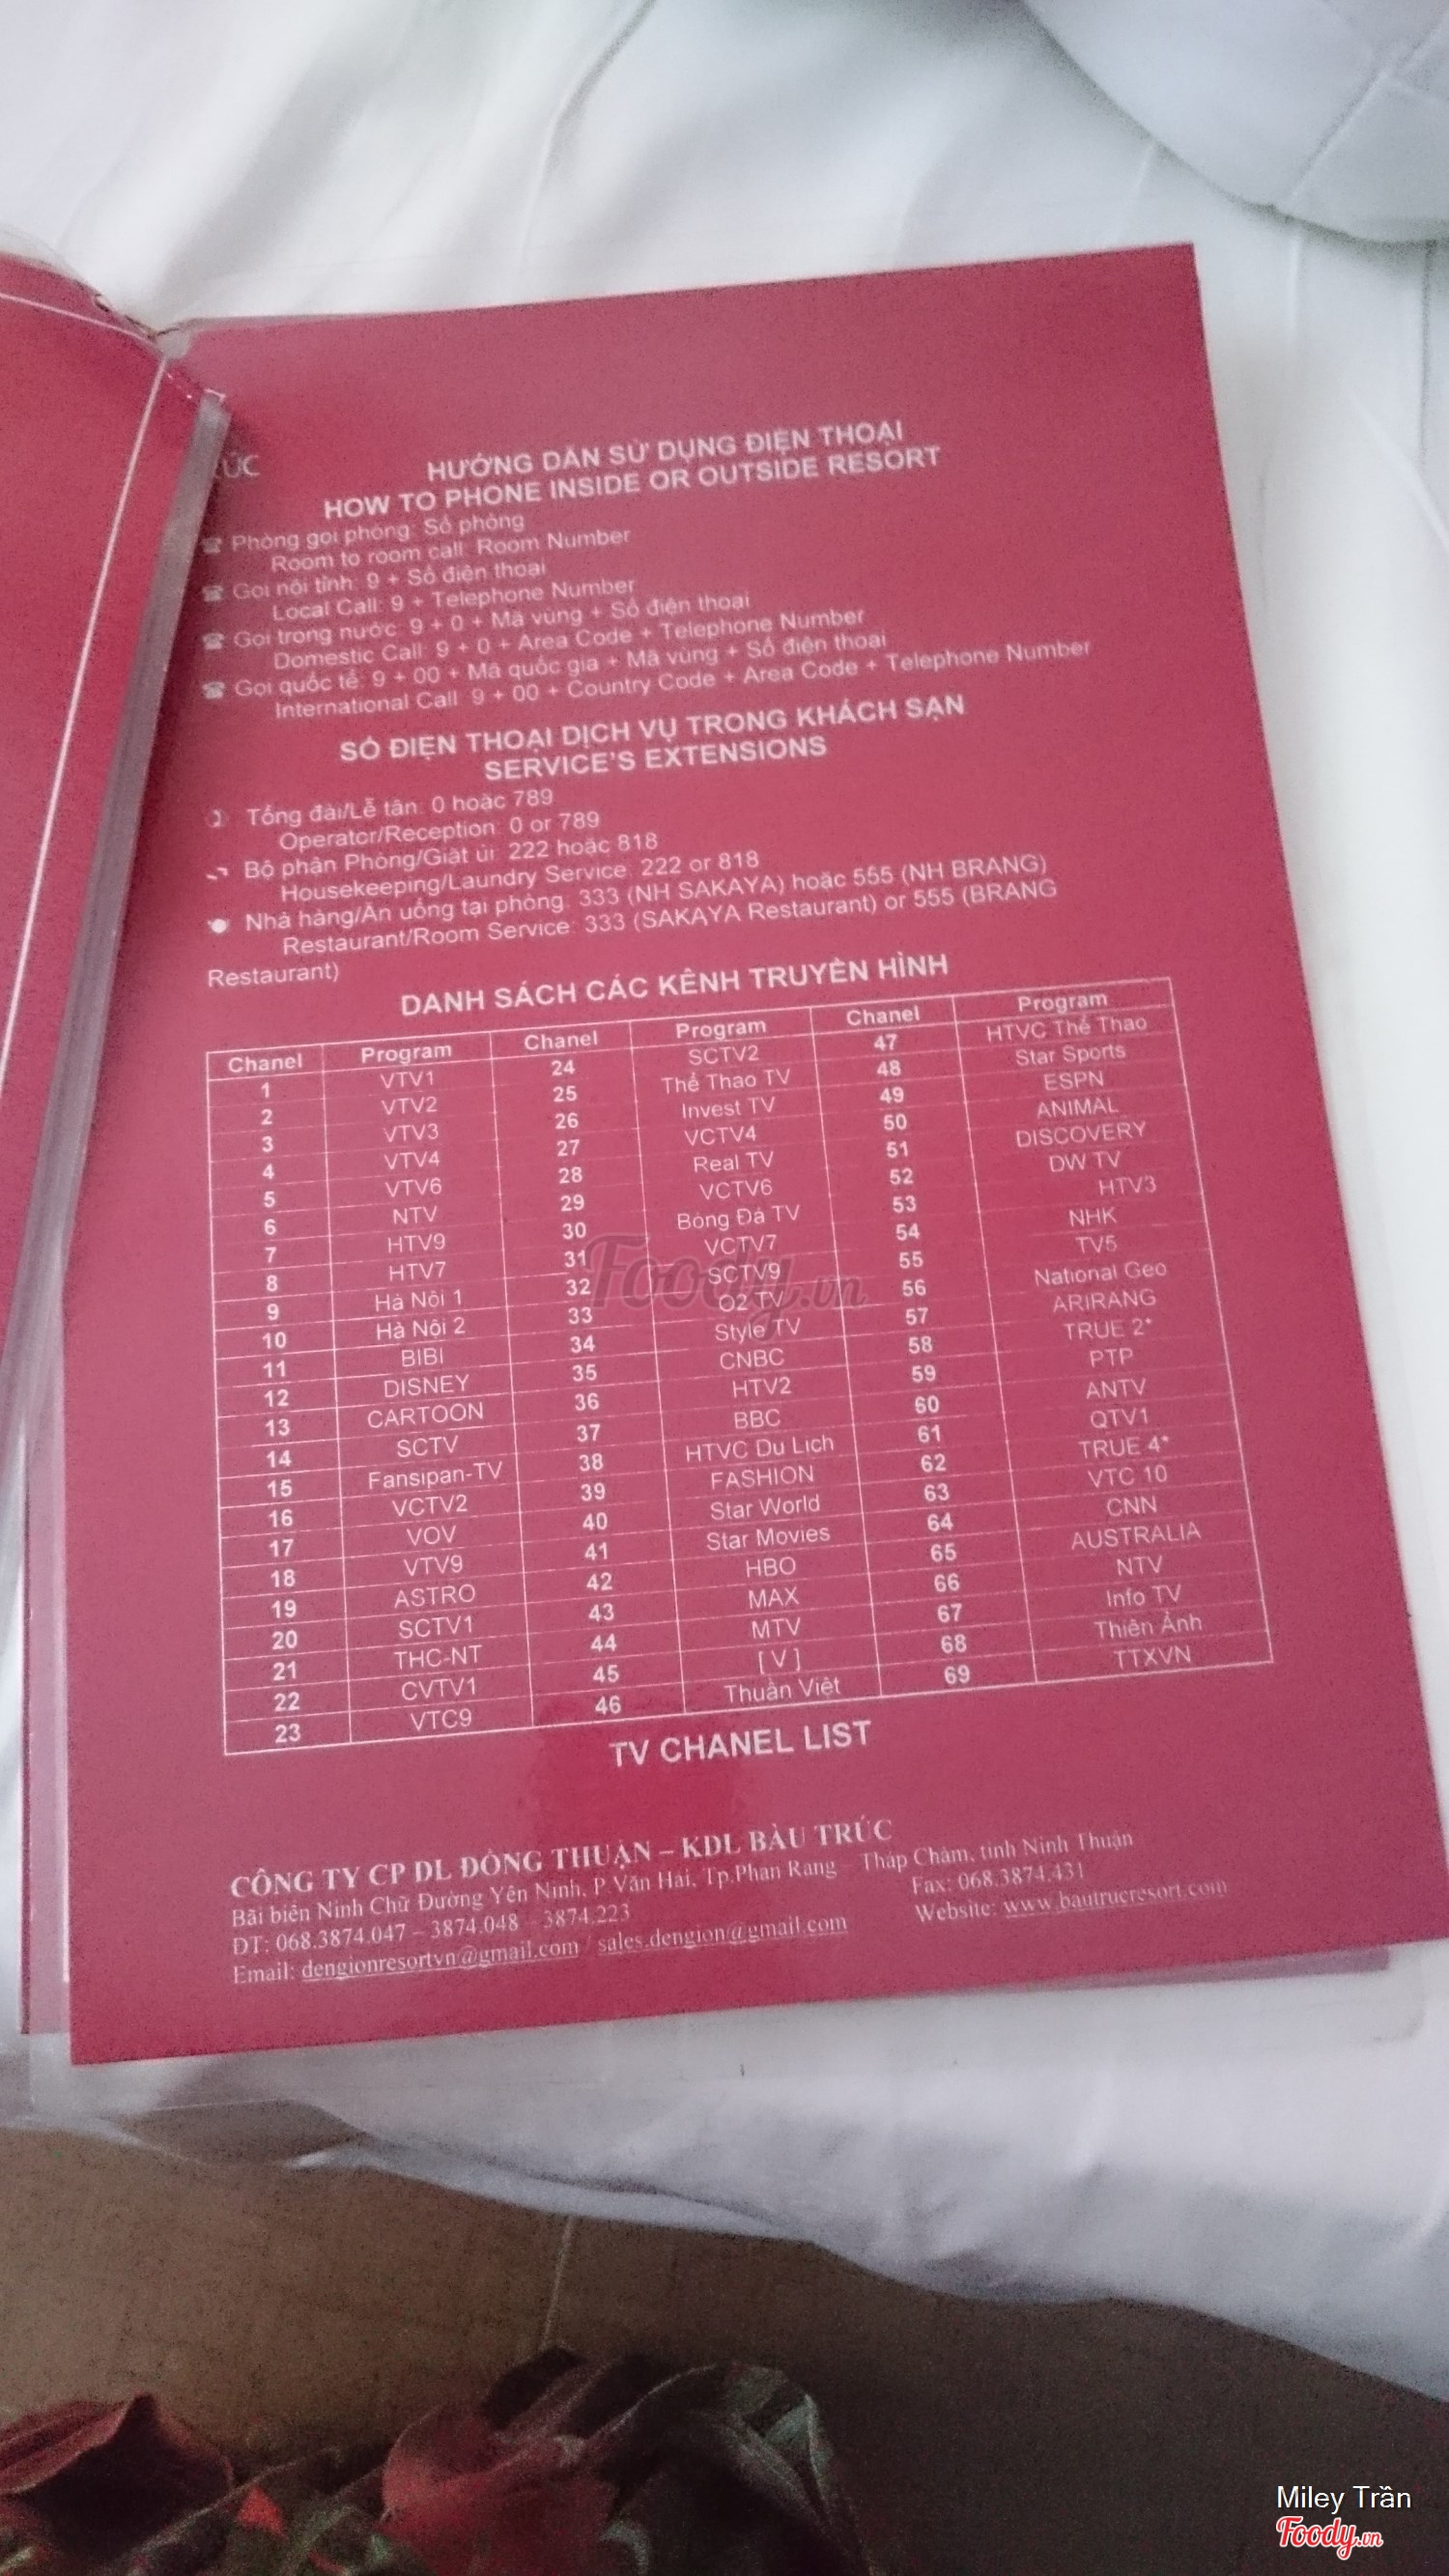 ÚC
HƯỚNG DẪN SỬ DỤNG ĐIỆN THOẠI
HOW TO PHONE INSIDE OR OUTSIDE RESORT
Phòng gọi phòng: Số phòng
Room to room call: Room Number
Gọi nội tỉnh: 9 + Số điện thoại
Local Call: 9 + Telephone Number
Gọi trong nước: 9 + 0 + Mã vùng + Số điện thoại
Domestic Call: 9 + 0 + Area Code + Telephone Number
Gọi quốc tế: 9 + 00 + Mã quốc gia + Mã vùng + Số điện thoại
International Call 9 + 00 + Country Code + Area Code + Telephone Number
SỐ ĐIỆN THOẠI DỊCH VỤ TRONG KHÁCH SẠN
SERVICE'S EXTENSIONS
Tổng đài/Lễ tân: 0 hoặc 789
Operator/Reception: 0 or 789
Bộ phận Phòng/Giặt ủi: 222 hoặc 818
Housekeeping/Laundry Service: 222 or 818
Nhà hàng/Ăn uống tại phòng: 333 (NH SAKAYA) hoặc 555 (NH BRANG)
Restaurant/Room Service: 333 (SAKAYA Restaurant) or 555 (BRANG
Restaurant)
DANH SÁCH CÁC KÊNH TRUYỀN HÌNH
Chanel Program Chanel Program Chanel Program
1 VTV1 24 SCTV2 47 HTVC Thể Thao
2 VTV2 25 Thể Thao TV 48 Star Sports
3 VTV3 26 Invest TV 49 ESPN
4 VTV4 27 VCTV4 50 ANIMAL
5 VTV6 28 Real TV 51 DISCOVERY
6 NTV 29 VCTV6 52 DW TV
7 HTV9 30 Bóng Đá TV 53 HTV3
8 HTV7 31 VCTV7 54 NHK
9 Hà Nội 1 32 SCTV9 55 TV5
10 Hà Nội 2 33 O2 TV 56 National Geo
11 BIBI 34 Style TV 57 ARIRANG
12 DISNEY 35 CNBC 58 TRUE 2*
13 CARTOON 36 HTV2 59 PTP
14 SCTV 37 BBC 60 ANTV
15 Fansipan-TV 38 HTVC Du Lịch 61 QTV1
16 VCTV2 39 FASHION 62 TRUE 4*
17 VOV 40 Star World 63 VTC 10
18 VTV9 41 Star Movies 64 CNN
19 ASTRO 42 HBO 65 AUSTRALIA
20 SCTV1 43 MAX 66 NTV
21 THC-NT 44 MTV 67 Info TV
22 CVTV1 45 [ V ] 68 Thiên Ảnh
23 VTC9 46 Thuần Việt 69 TTXVN
TV CHANEL LIST
CÔNG TY CP DL ĐÔNG THUẬN – KDL BÀU TRÚC
Bãi biển Ninh Chữ Đường Yên Ninh, P.Văn Hải, Tp.Phan Rang – Tháp Chàm, tỉnh Ninh Thuận
ĐT: 068.3874.047 – 3874.048 – 3874.223 Fax: 068.3874.431
Email: dengionresortvn@gmail.com / sales.dengion@gmail.com Website: www.bautrucresort.com
Foody.vn
Miley Trần
Foody.vn